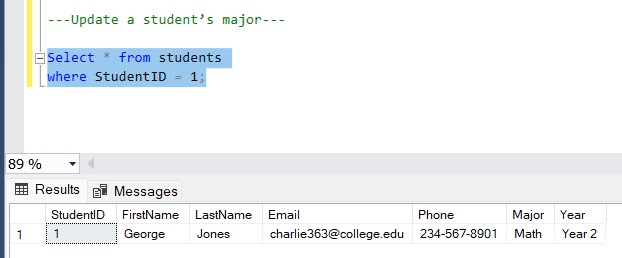 ---Update a student’s major---
Select * from students
where StudentID = 1;
89 %
Results Messages
StudentID FirstName LastName Email Phone Major Year
1 1 George Jones charlie363@college.edu 234-567-8901 Math Year 2